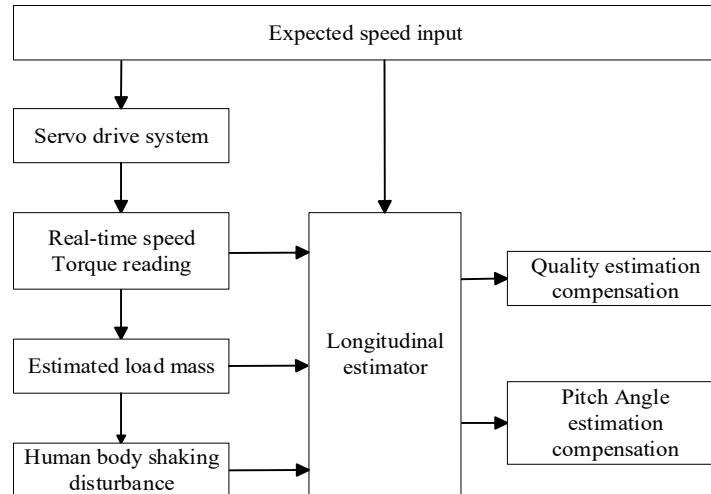 Expected speed input
Servo drive system
Real-time speed
Torque reading
Estimated load mass
Human body shaking
disturbance
Longitudinal
estimator
Quality estimation
compensation
Pitch Angle
estimation
compensation